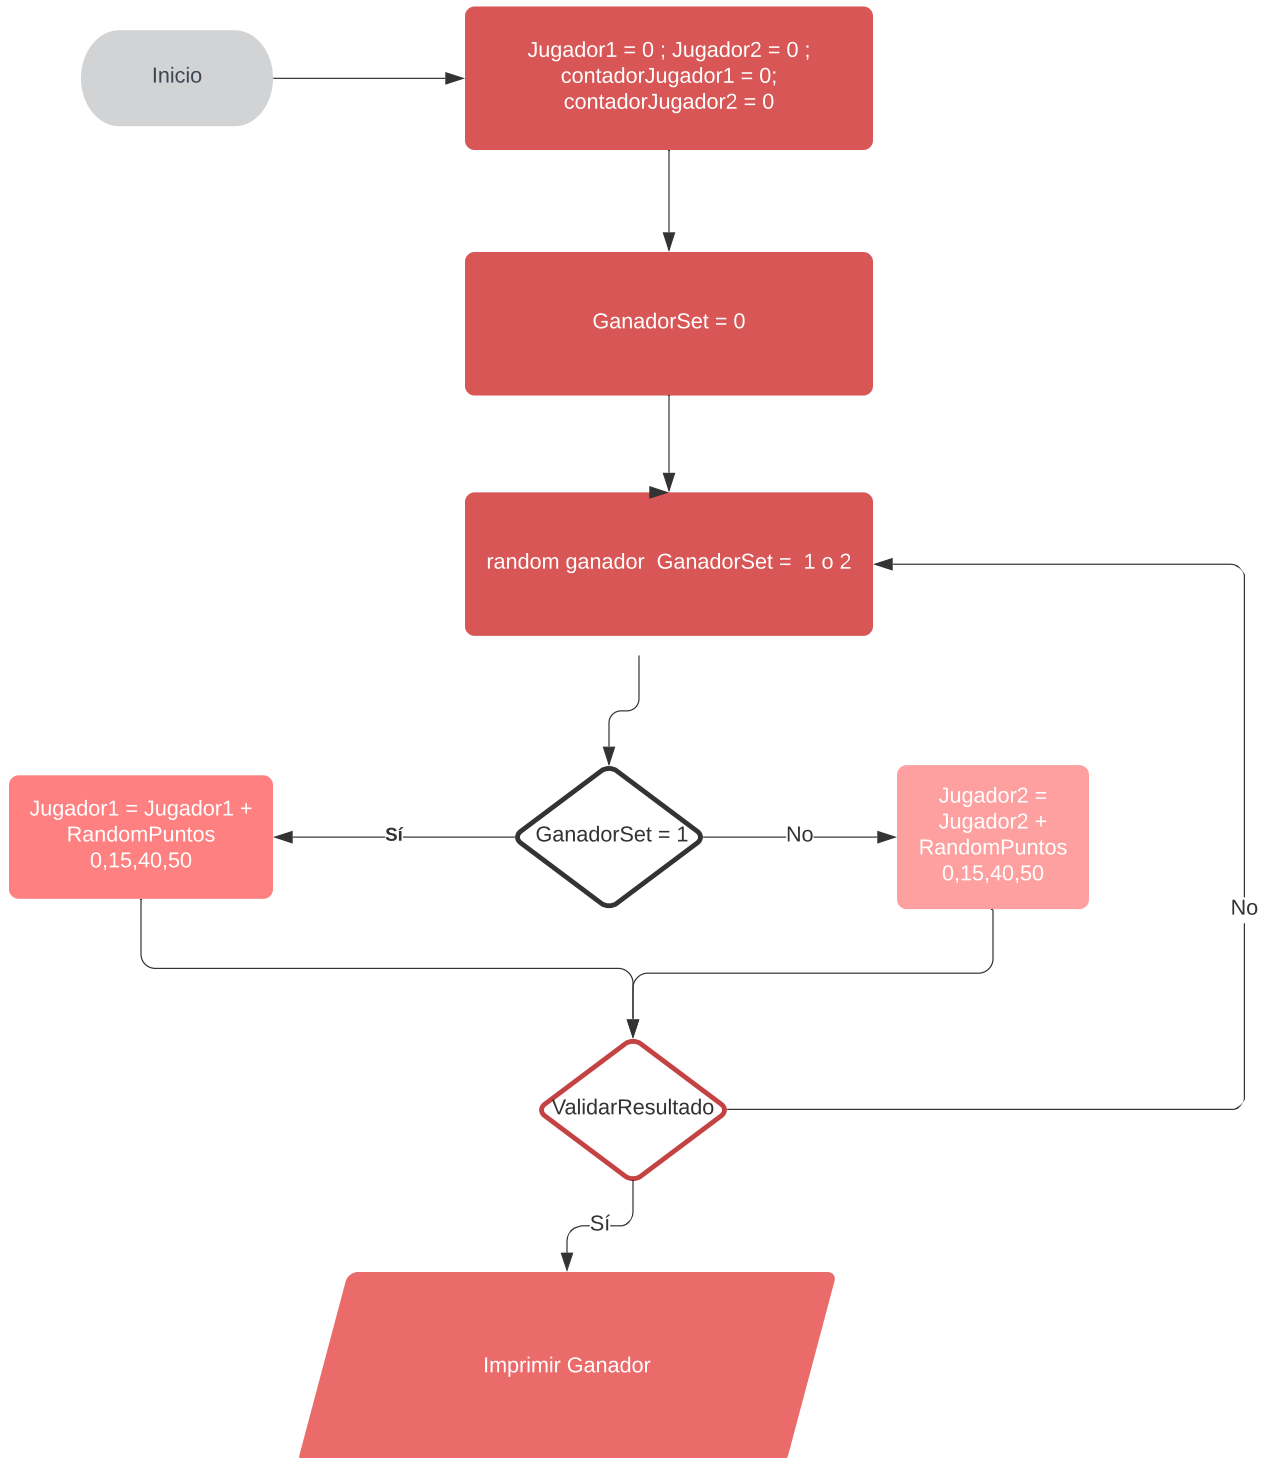 Inicio
Jugador1 = 0 ; Jugador2 = 0 ;
contadorJugador1 = 0;
contadorJugador2 = 0
GanadorSet = 0
random ganador  GanadorSet =  1 o 2
GanadorSet = 1
Sí
No
Jugador1 = Jugador1 +
RandomPuntos
0,15,40,50
Jugador2 =
Jugador2 +
RandomPuntos
0,15,40,50
No
ValidarResultado
Sí
Imprimir Ganador